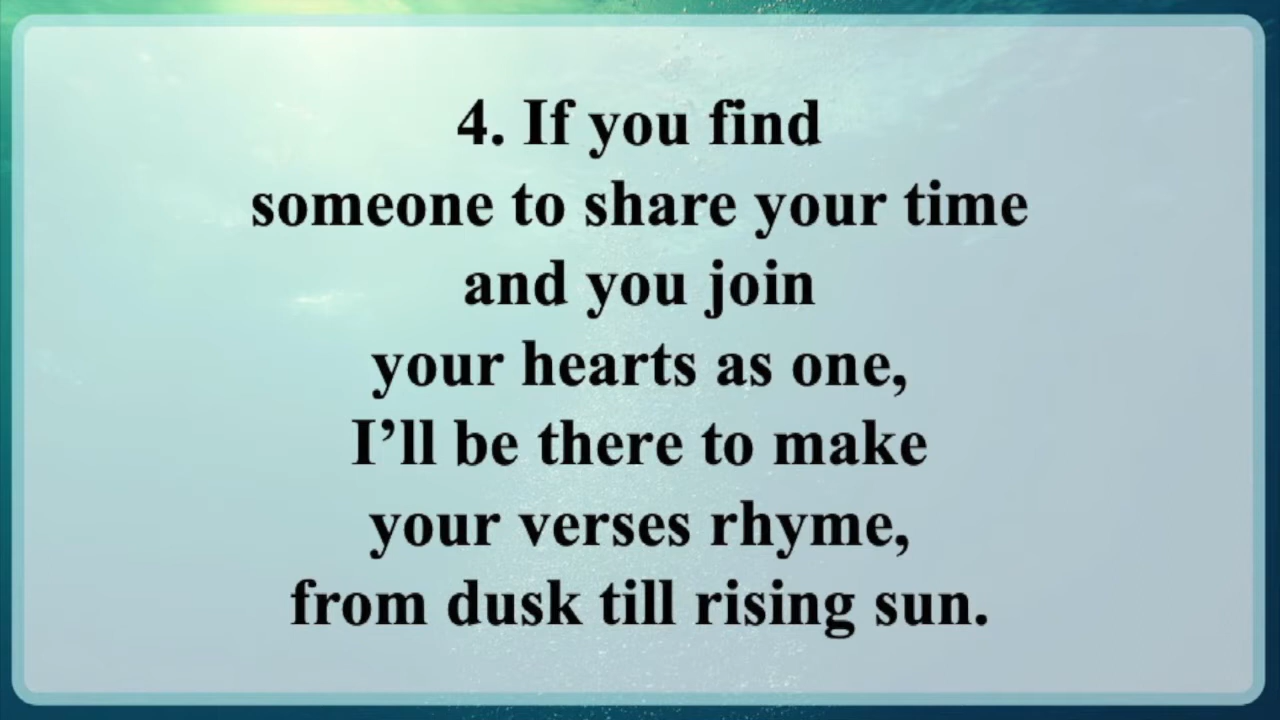 4. If you find
someone to share your time
and you join
your hearts as one,
I’ll be there to make
your verses rhyme,
from dusk till rising sun.